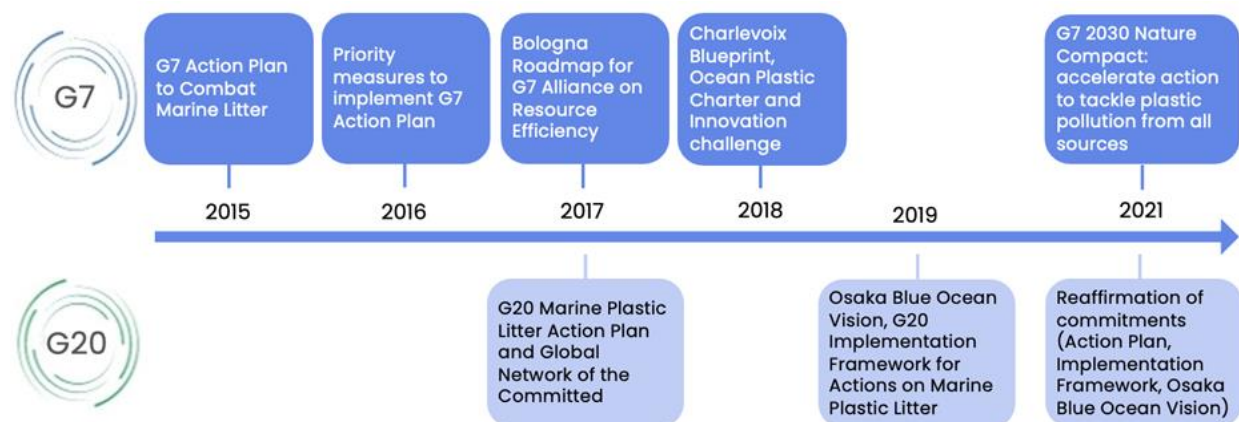 G7
G7 Action Plan
to Combat
Marine Litter
Priority
measures to
implement G7
Action Plan
Bologna
Roadmap for
G7 Alliance on
Resource
Efficiency
Charlevoix
Blueprint,
Ocean Plastic
Charter and
Innovation
challenge
G7 2030 Nature
Compact:
accelerate action
to tackle plastic
pollution from all
sources
2015
2016
2017
2018
2019
2021
G20
G20 Marine Plastic
Litter Action Plan
and Global
Network of the
Committed
Osaka Blue Ocean
Vision, G20
Implementation
Framework for
Actions on Marine
Plastic Litter
Reaffirmation of
commitments
(Action Plan,
Implementation
Framework, Osaka
Blue Ocean Vision)